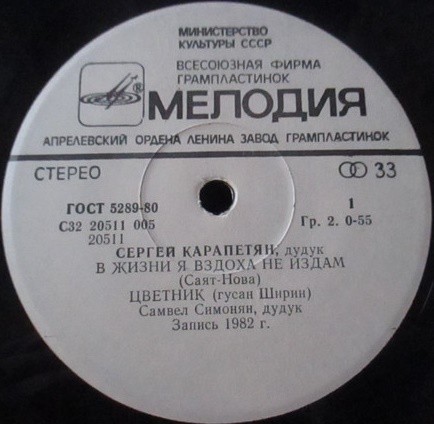 МИНИСТЕРСТВО
КУЛЬТУРЫ СССР
ВСЕСОЮЗНАЯ ФИРМА
ГРАМПЛАСТИНОК
®
МЕЛОДИЯ
АПРЕЛЕВСКИЙ ОРДЕНА ЛЕНИНА ЗАВОД ГРАМПЛАСТИНОК
СТЕРЕО 33
ГОСТ 5289-80 1
С32 20511 005 Гр. 2. 0-55
20511
СЕРГЕЙ КАРАПЕТЯН, дудук
В ЖИЗНИ Я ВЗДОХА НЕ ИЗДАМ
(Саят-Нова)
ЦВЕТНИК (гусан Ширин)
Самвел Симонян, дудук
Запись 1982 г.